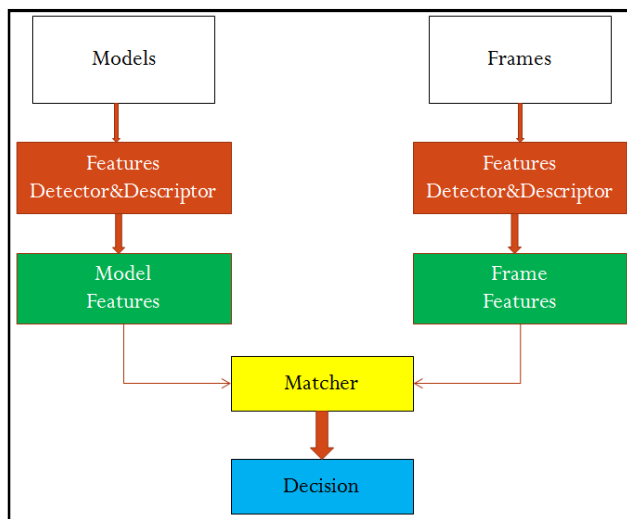 Models
Frames
Features
Detector&Descriptor
Features
Detector&Descriptor
Model
Features
Frame
Features
Matcher
Decision